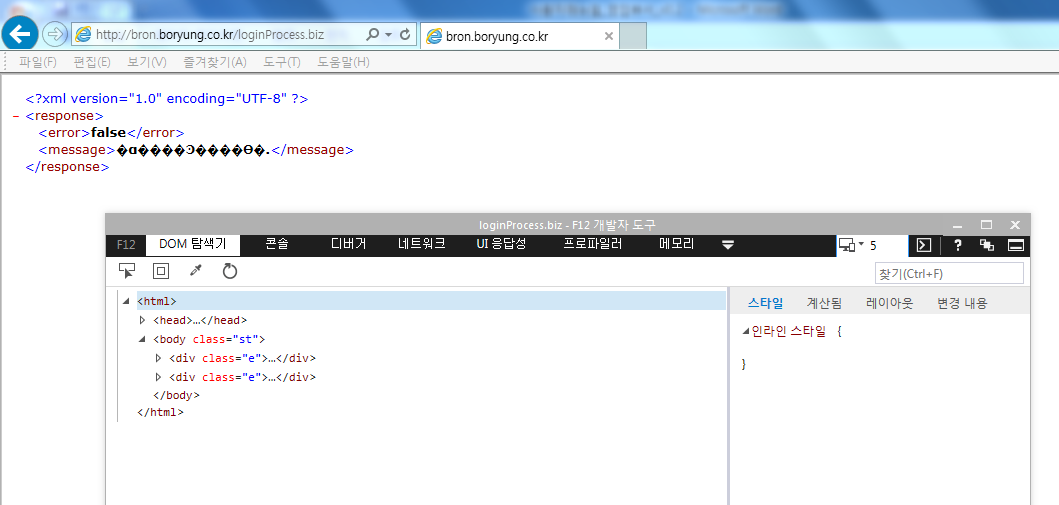 http://bron.boryung.co.kr/loginProcess.biz
bron.boryung.co.kr
파일(F) 편집(E) 보기(V) 즐겨찾기(A) 도구(T) 도움말(H)
<?xml version="1.0" encoding="UTF-8" ?>
- <response>
<error>false</error>
<message>�ɑ����Ͽ����ϴ�.</message>
</response>
loginProcess.biz - F12 개발자 도구
F12 DOM 탐색기 콘솔 디버거 네트워크 UI 응답성 프로파일러 메모리 5 ?
찾기(Ctrl+F)
<html>
<head>…</head>
<body class="st">
<div class="e">…</div>
<div class="e">…</div>
</body>
</html>
스타일 계산됨 레이아웃 변경 내용
인라인 스타일 {
}